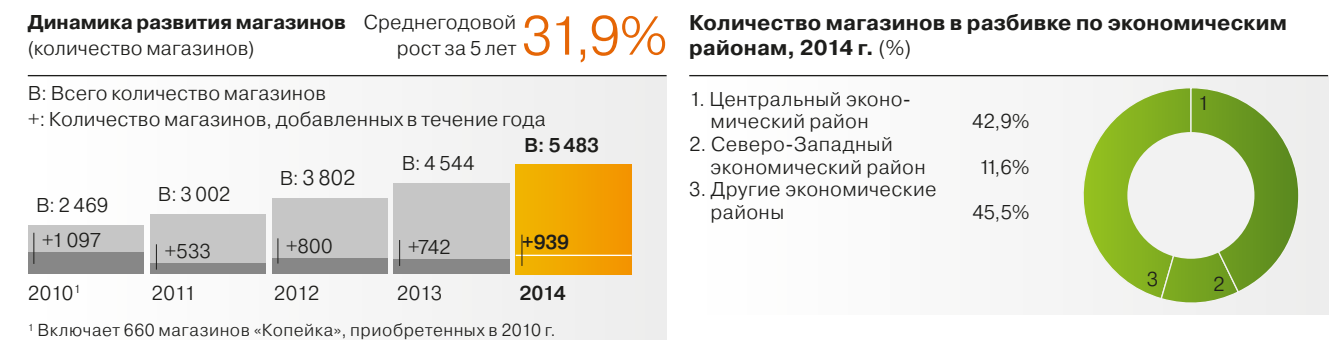 Динамика развития магазинов
(количество магазинов)
Среднегодовой
рост за 5 лет
31,9%
В: Всего количество магазинов
+: Количество магазинов, добавленных в течение года
В: 2 469
В: 3 002
В: 3 802
В: 4 544
В: 5 483
+1 097
+533
+800
+742
+939
2010¹
2011
2012
2013
2014
¹ Включает 660 магазинов «Копейка», приобретенных в 2010 г.
Количество магазинов в разбивке по экономическим
районам, 2014 г. (%)
1. Центральный эконо-
мический район 42,9%
2. Северо-Западный
экономический район 11,6%
3. Другие экономические
районы 45,5%
1
2
3